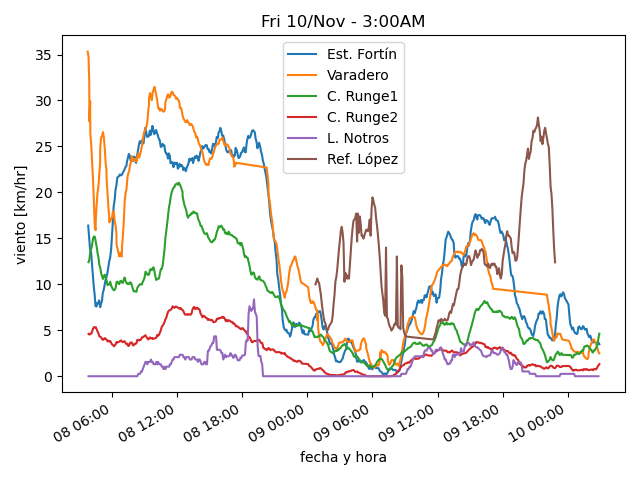 Fri 10/Nov - 3:00AM
Est. Fortín
Varadero
C. Runge1
C. Runge2
L. Notros
Ref. López
viento [km/hr]
35
30
25
20
15
10
5
0
08 06:00
08 12:00
08 18:00
09 00:00
09 06:00
09 12:00
09 18:00
10 00:00
fecha y hora